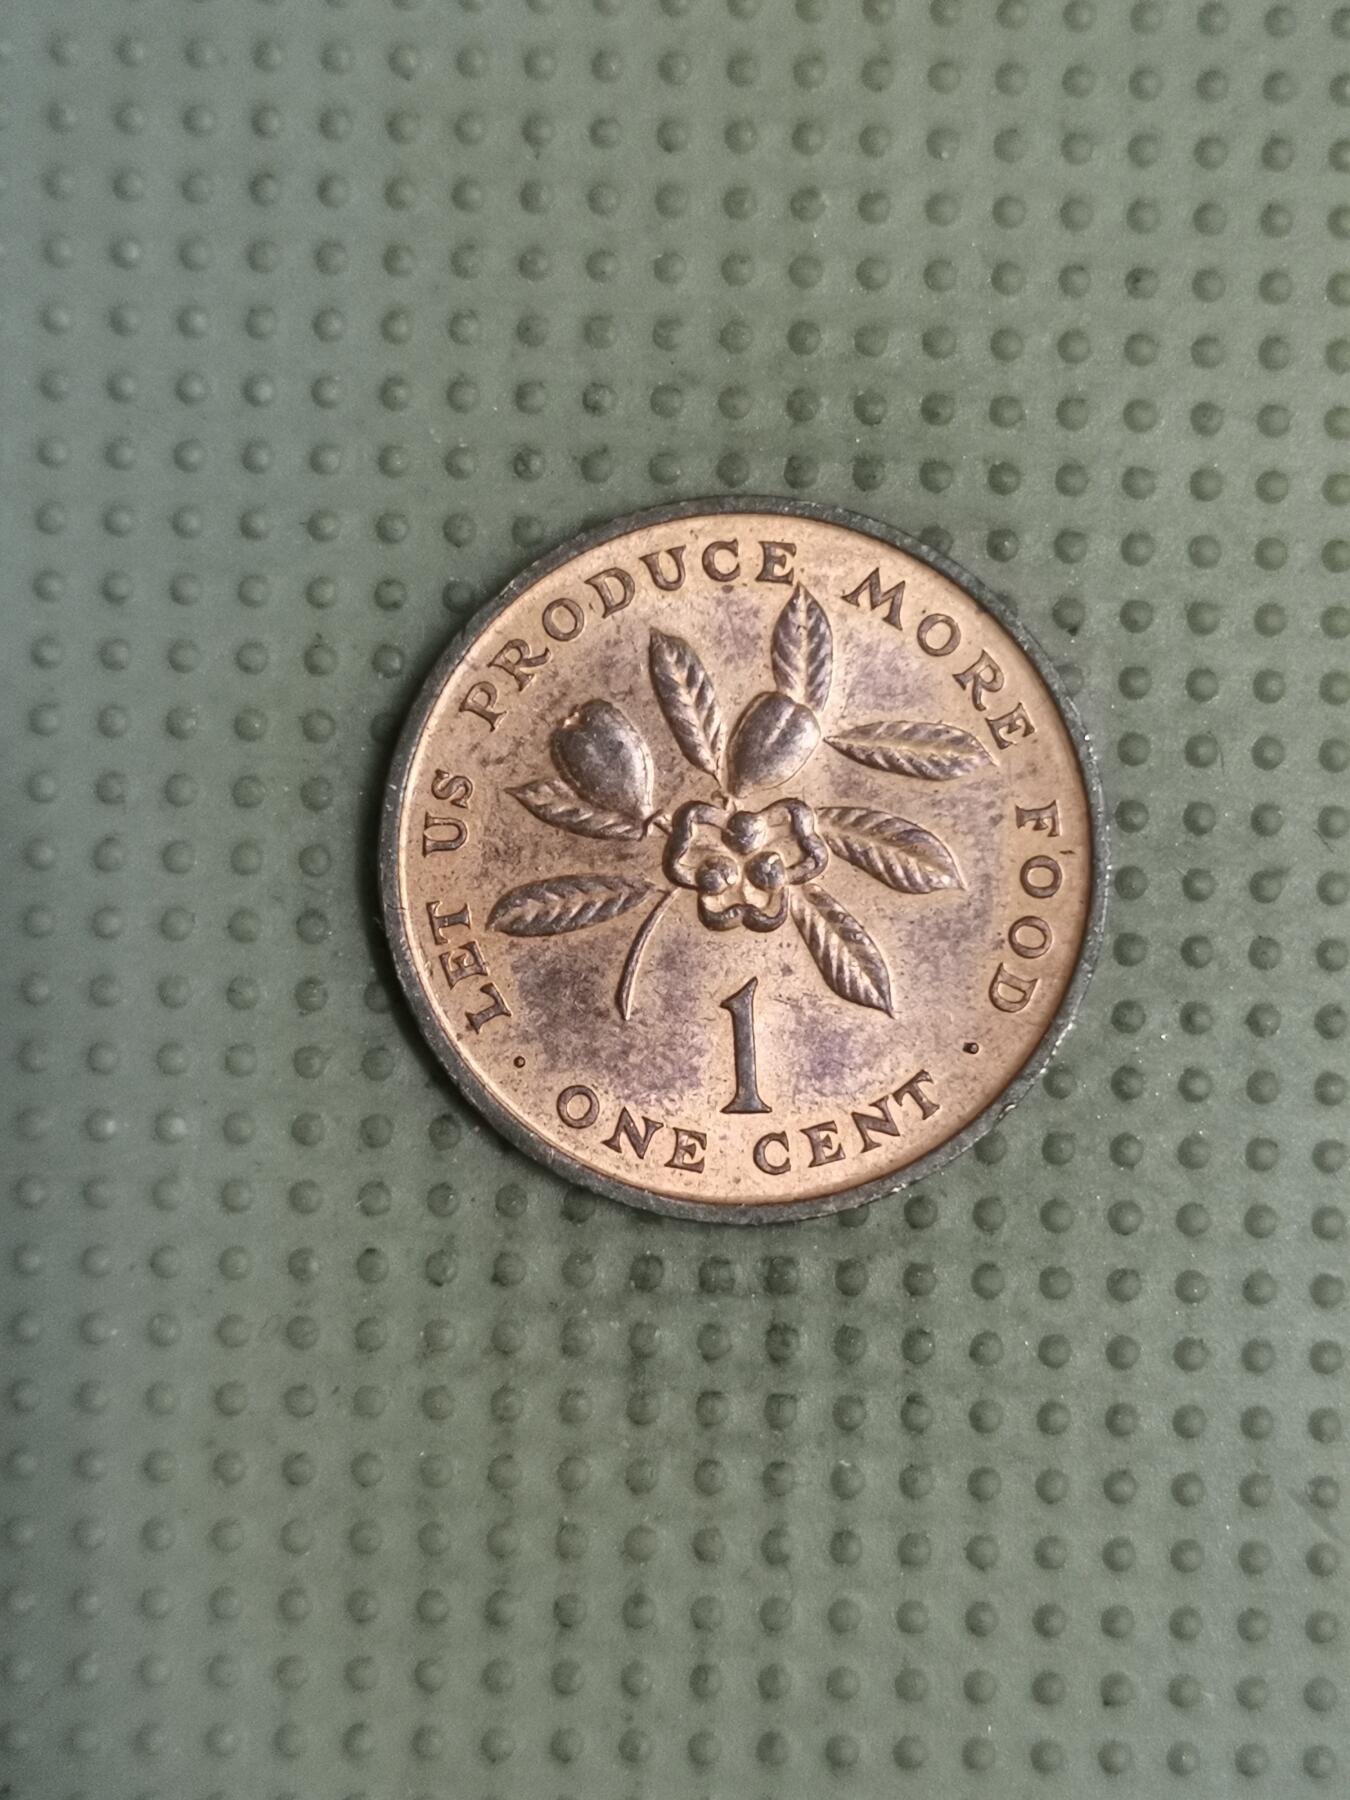 LET US PRODUCE MORE FOOD
1
· ONE CENT ·